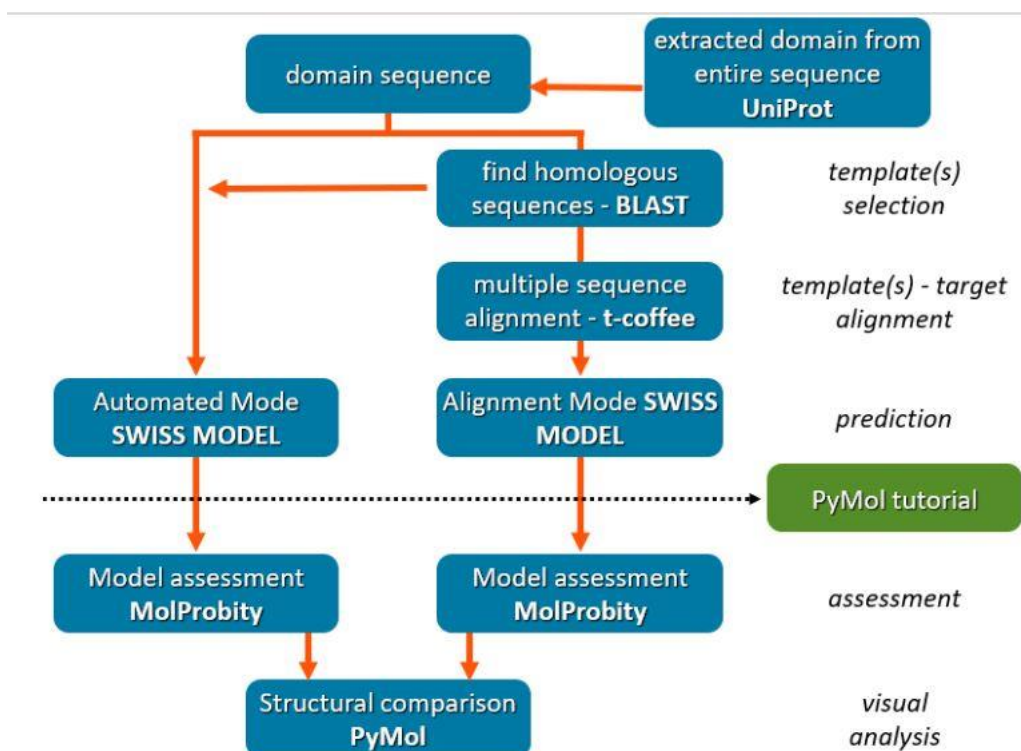 domain sequence
extracted domain from
entire sequence
UniProt
find homologous
sequences - BLAST
template(s)
selection
multiple sequence
alignment - t-coffee
template(s) - target
alignment
Automated Mode
SWISS MODEL
Alignment Mode SWISS
MODEL
prediction
PyMol tutorial
Model assessment
MolProbity
Model assessment
MolProbity
assessment
Structural comparison
PyMol
visual
analysis